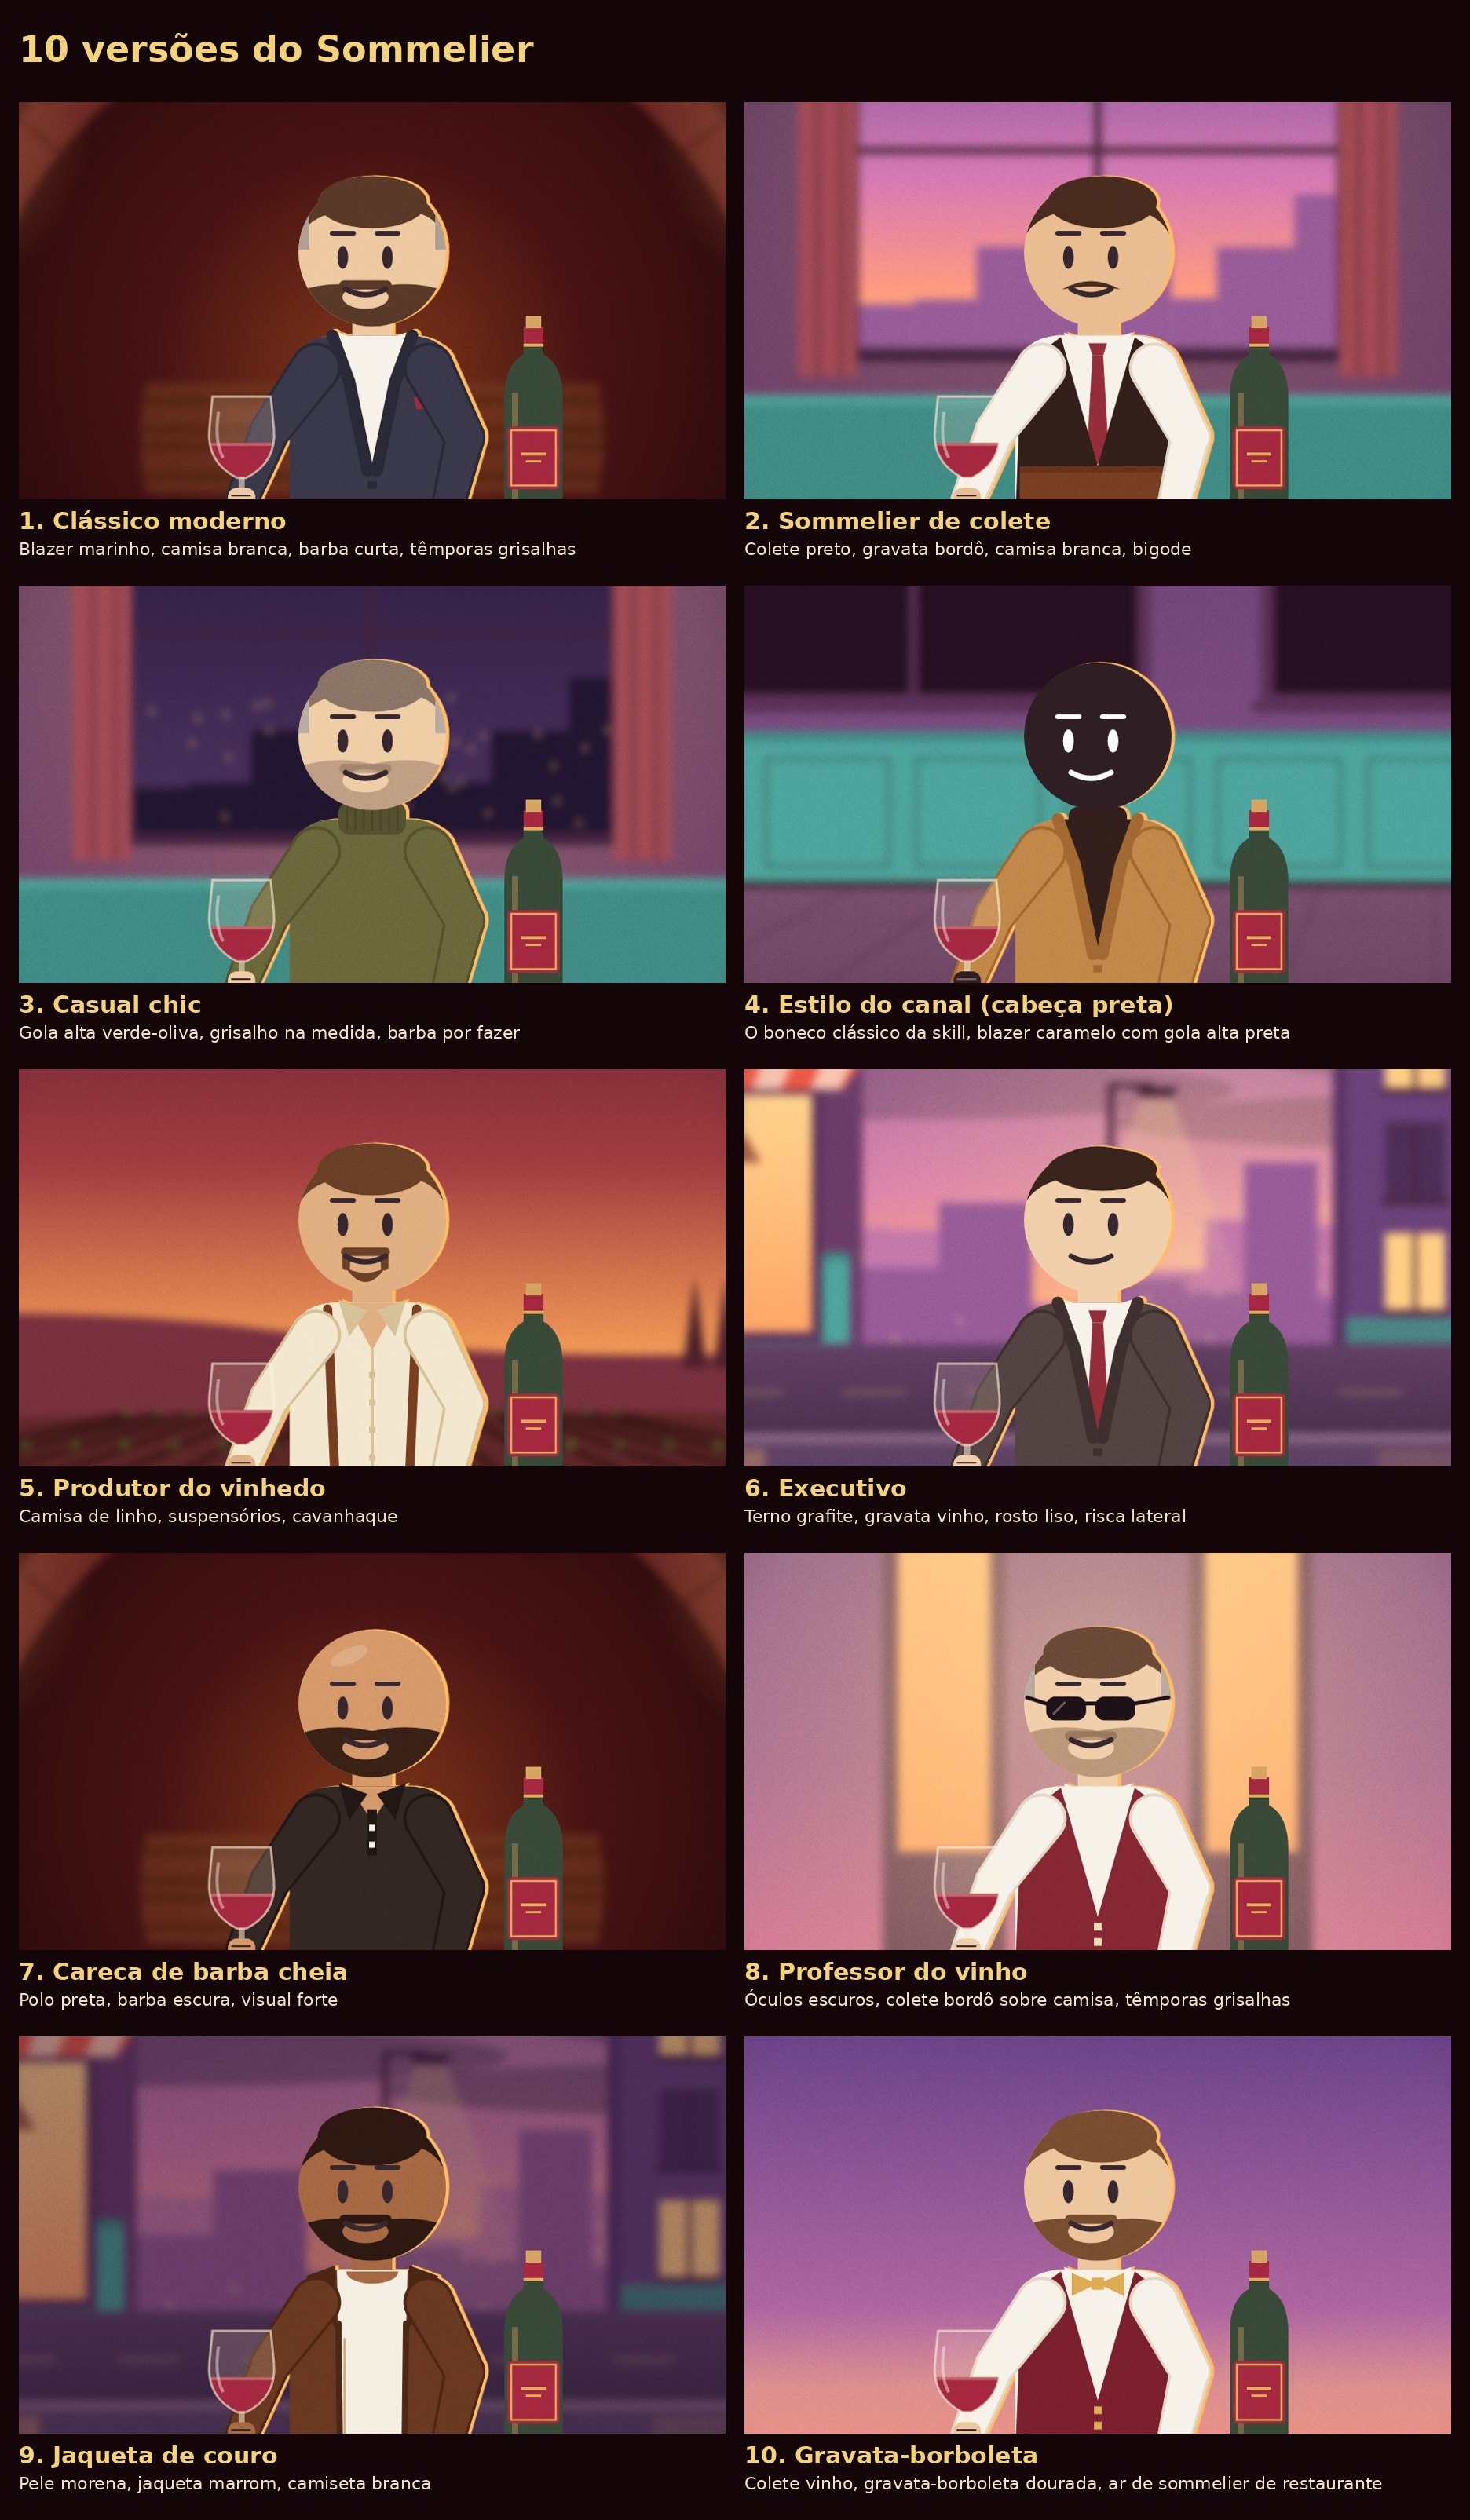 10 versões do Sommelier
1. Clássico moderno
Blazer marinho, camisa branca, barba curta, têmporas grisalhas
2. Sommelier de colete
Colete preto, gravata bordô, camisa branca, bigode
3. Casual chic
Gola alta verde-oliva, grisalho na medida, barba por fazer
4. Estilo do canal (cabeça preta)
O boneco clássico da skill, blazer caramelo com gola alta preta
5. Produtor do vinhedo
Camisa de linho, suspensórios, cavanhaque
6. Executivo
Terno grafite, gravata vinho, rosto liso, risca lateral
7. Careca de barba cheia
Polo preta, barba escura, visual forte
8. Professor do vinho
Óculos escuros, colete bordô sobre camisa, têmporas grisalhas
9. Jaqueta de couro
Pele morena, jaqueta marrom, camiseta branca
10. Gravata-borboleta
Colete vinho, gravata-borboleta dourada, ar de sommelier de restaurante